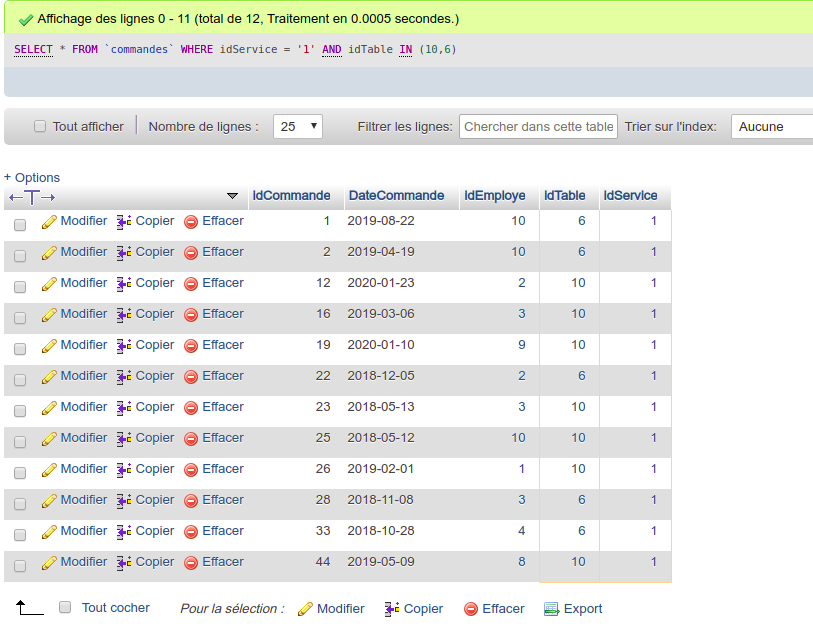 Affichage des lignes 0 - 11 (total de 12, Traitement en 0.0005 secondes.)
SELECT * FROM `commandes` WHERE idService = '1' AND idTable IN (10,6)
Tout afficher Nombre de lignes : 25 Filtrer les lignes: Chercher dans cette table Trier sur l'index: Aucune
+ Options
IdCommande DateCommande IdEmploye IdTable IdService
Modifier Copier Effacer 1 2019-08-22 10 6 1
Modifier Copier Effacer 2 2019-04-19 10 6 1
Modifier Copier Effacer 12 2020-01-23 2 10 1
Modifier Copier Effacer 16 2019-03-06 3 10 1
Modifier Copier Effacer 19 2020-01-10 9 10 1
Modifier Copier Effacer 22 2018-12-05 2 6 1
Modifier Copier Effacer 23 2018-05-13 3 10 1
Modifier Copier Effacer 25 2018-05-12 10 10 1
Modifier Copier Effacer 26 2019-02-01 1 10 1
Modifier Copier Effacer 28 2018-11-08 3 6 1
Modifier Copier Effacer 33 2018-10-28 4 6 1
Modifier Copier Effacer 44 2019-05-09 8 10 1
Tout cocher Pour la sélection : Modifier Copier Effacer Export